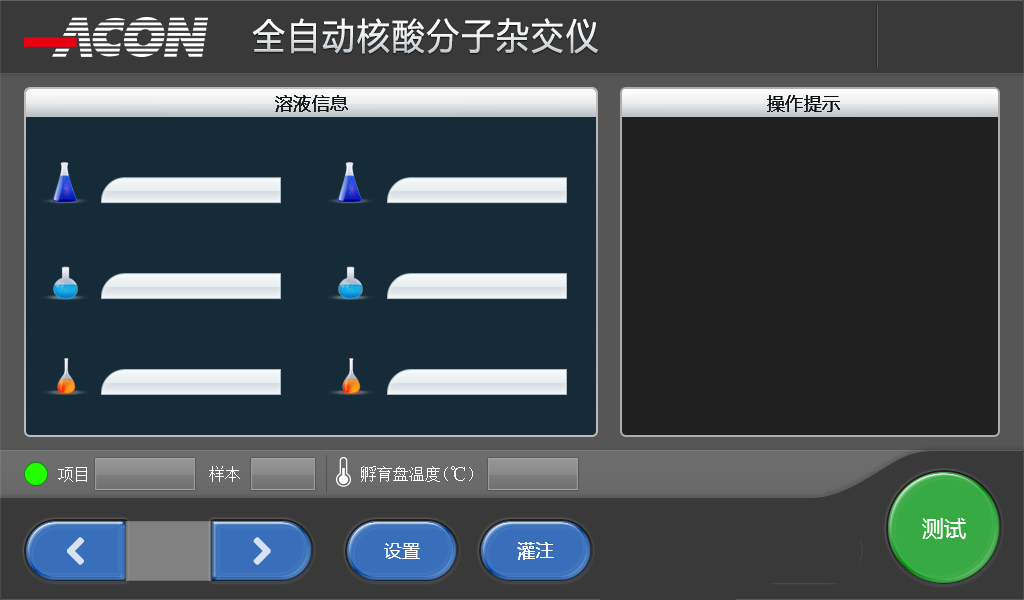 ACON 全自动核酸分子杂交仪
溶液信息
操作提示
项目 样本 孵育盘温度(℃)
设置 灌注
测试